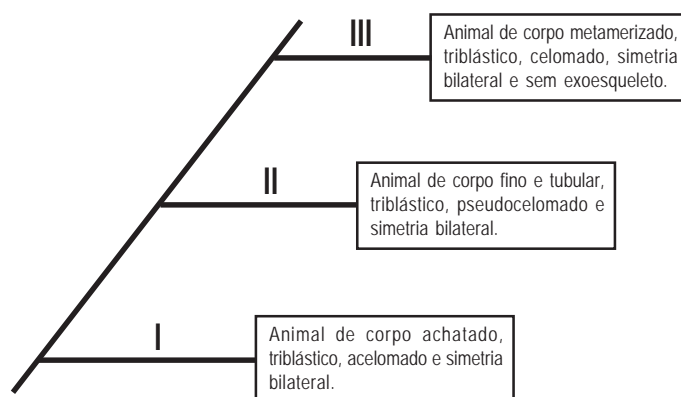 III
Animal de corpo metamerizado,
triblástico, celomado, simetria
bilateral e sem exoesqueleto.
II
Animal de corpo fino e tubular,
triblástico, pseudocelomado e
simetria bilateral.
I
Animal de corpo achatado,
triblástico, acelomado e simetria
bilateral.